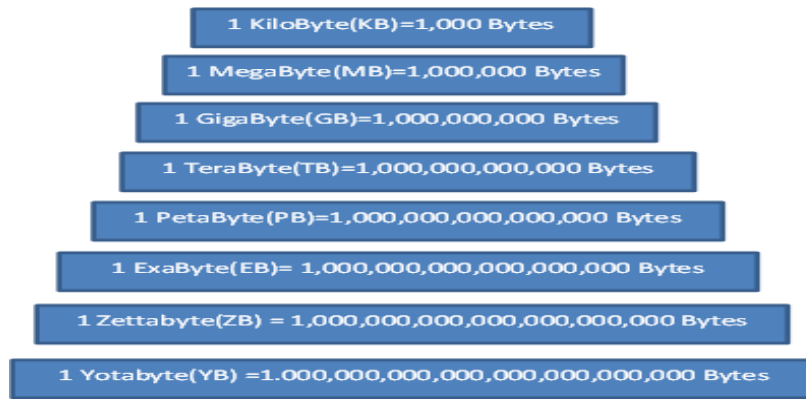 1 KiloByte(KB)=1,000 Bytes
1 MegaByte(MB)=1,000,000 Bytes
1 GigaByte(GB)=1,000,000,000 Bytes
1 TeraByte(TB)=1,000,000,000,000 Bytes
1 PetaByte(PB)=1,000,000,000,000,000 Bytes
1 ExaByte(EB)= 1,000,000,000,000,000,000 Bytes
1 Zettabyte(ZB) = 1,000,000,000,000,000,000,000 Bytes
1 Yotabyte(YB) =1.000,000,000,000,000,000,000,000 Bytes